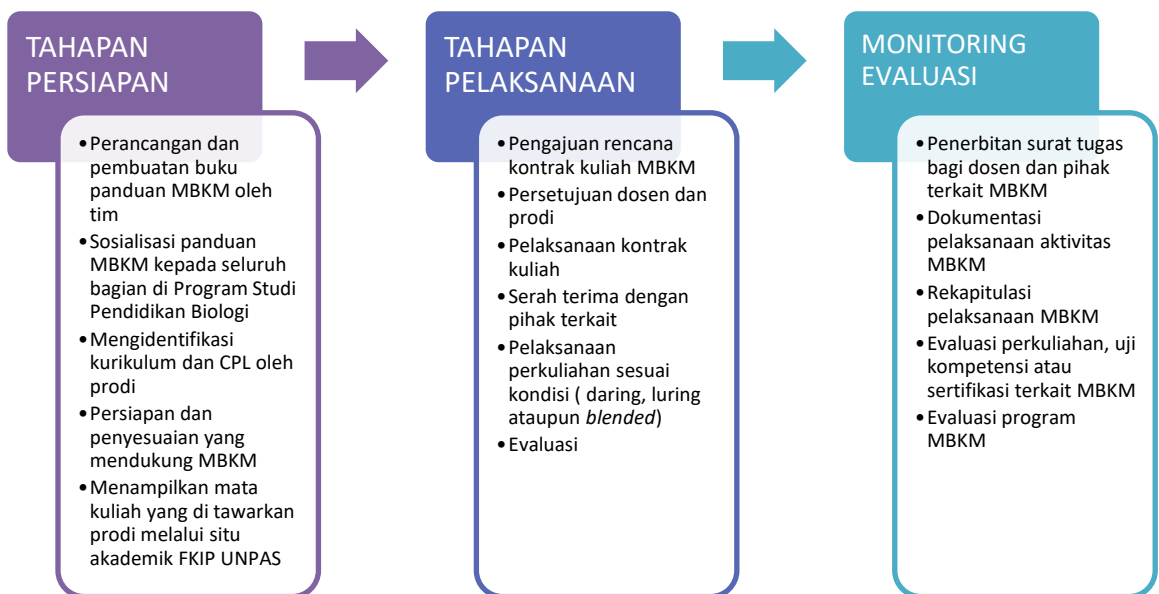 TAHAPAN
PERSIAPAN
•Perancangan dan
pembuatan buku
panduan MBKM oleh
tim
•Sosialisasi panduan
MBKM kepada seluruh
bagian di Program Studi
Pendidikan Biologi
•Mengidentifikasi
kurikulum dan CPL oleh
prodi
•Persiapan dan
penyesuaian yang
mendukung MBKM
•Menampilkan mata
kuliah yang di tawarkan
prodi melalui situ
akademik FKIP UNPAS
TAHAPAN
PELAKSANAAN
•Pengajuan rencana
kontrak kuliah MBKM
•Persetujuan dosen dan
prodi
•Pelaksanaan kontrak
kuliah
•Serah terima dengan
pihak terkait
•Pelaksanaan
perkuliahan sesuai
kondisi ( daring, luring
ataupun blended)
•Evaluasi
MONITORING
EVALUASI
•Penerbitan surat tugas
bagi dosen dan pihak
terkait MBKM
•Dokumentasi
pelaksanaan aktivitas
MBKM
•Rekapitulasi
pelaksanaan MBKM
•Evaluasi perkuliahan, uji
kompetensi atau
sertifikasi terkait MBKM
•Evaluasi program
MBKM